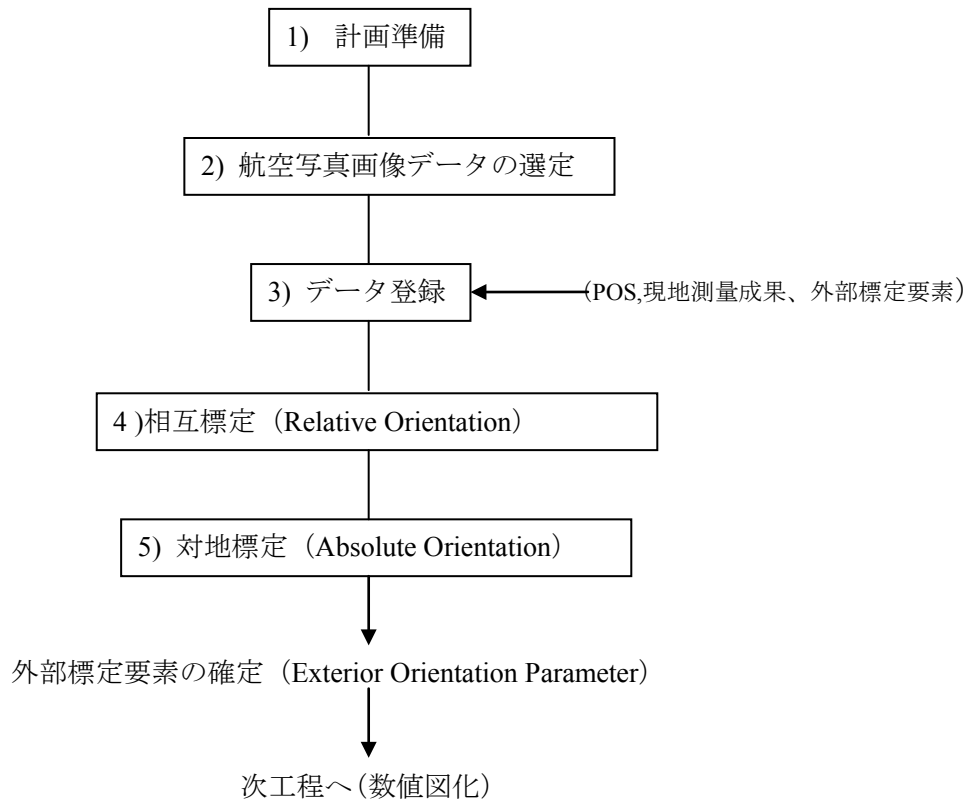 1) 計画準備
2) 航空写真画像データの選定
3) データ登録
(POS,現地測量成果、外部標定要素)
４)相互標定（Relative Orientation）
5) 対地標定（Absolute Orientation）
外部標定要素の確定（Exterior Orientation Parameter）
次工程へ(数値図化)